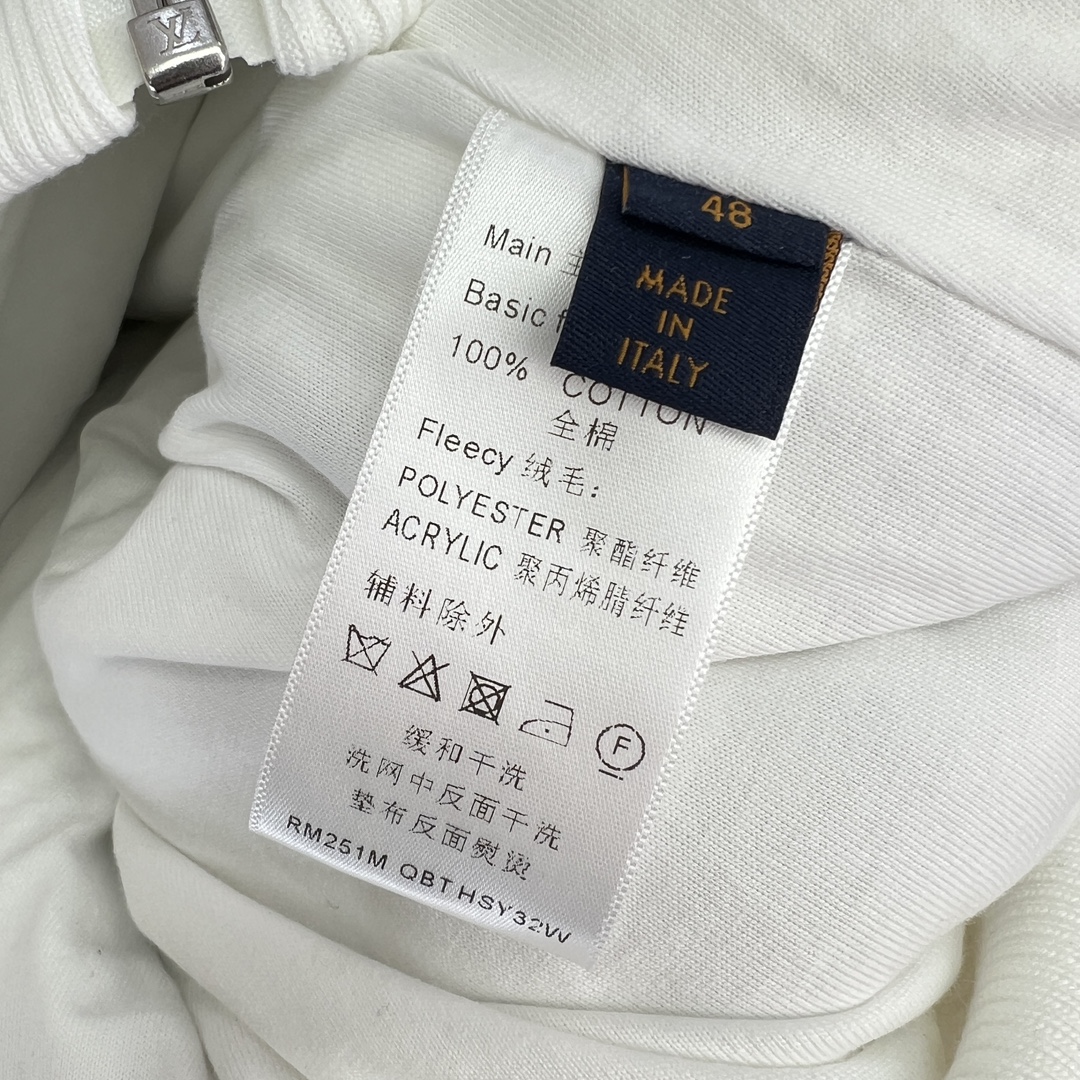 LV
48
MADE
IN
ITALY
Main
Basic
100% COTTON
全棉
Fleecy 绒毛：
POLYESTER 聚酯纤维
ACRYLIC 聚丙烯腈纤维
辅料除外
F
缓和干洗
洗网中反面干洗
垫布反面熨烫
RM251M QBT HSY32W